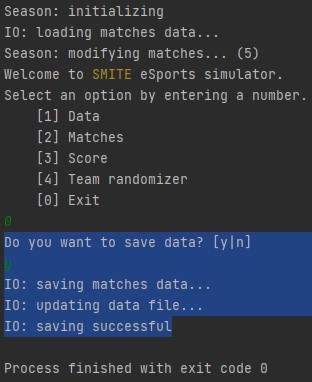 Season: initializing
IO: loading matches data...
Season: modifying matches... (5)
Welcome to SMITE eSports simulator.
Select an option by entering a number.
[1] Data
[2] Matches
[3] Score
[4] Team randomizer
[0] Exit
0
Do you want to save data? [y|n]
y
IO: saving matches data...
IO: updating data file...
IO: saving successful
Process finished with exit code 0